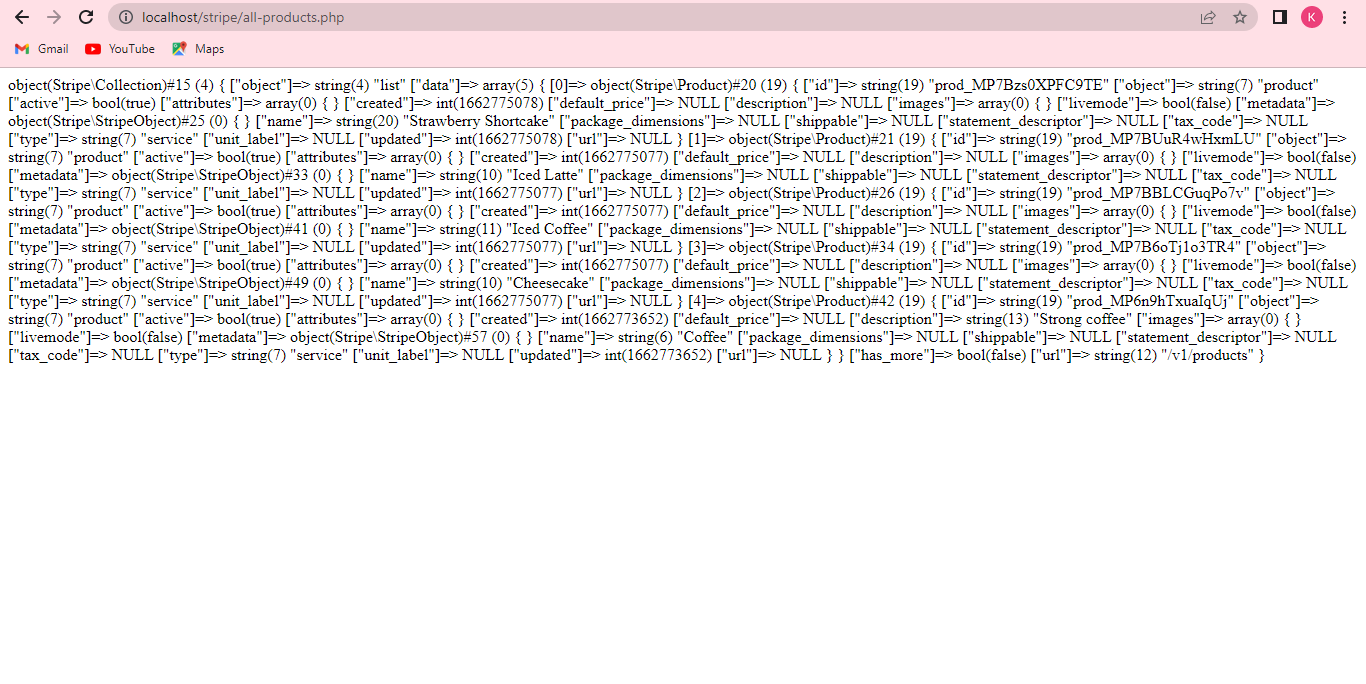 localhost/stripe/all-products.php
K
Gmail YouTube Maps
object(Stripe\Collection)#15 (4) { ["object"]=> string(4) "list" ["data"]=> array(5) { [0]=> object(Stripe\Product)#20 (19) { ["id"]=> string(19) "prod_MP7Bzs0XPFC9TE" ["object"]=> string(7) "product"
["active"]=> bool(true) ["attributes"]=> array(0) { } ["created"]=> int(1662775078) ["default_price"]=> NULL ["description"]=> NULL ["images"]=> array(0) { } ["livemode"]=> bool(false) ["metadata"]=>
object(Stripe\StripeObject)#25 (0) { } ["name"]=> string(20) "Strawberry Shortcake" ["package_dimensions"]=> NULL ["shippable"]=> NULL ["statement_descriptor"]=> NULL ["tax_code"]=> NULL
["type"]=> string(7) "service" ["unit_label"]=> NULL ["updated"]=> int(1662775078) ["url"]=> NULL } [1]=> object(Stripe\Product)#21 (19) { ["id"]=> string(19) "prod_MP7BUuR4wHxmLU" ["object"]=>
string(7) "product" ["active"]=> bool(true) ["attributes"]=> array(0) { } ["created"]=> int(1662775077) ["default_price"]=> NULL ["description"]=> NULL ["images"]=> array(0) { } ["livemode"]=> bool(false)
["metadata"]=> object(Stripe\StripeObject)#33 (0) { } ["name"]=> string(10) "Iced Latte" ["package_dimensions"]=> NULL ["shippable"]=> NULL ["statement_descriptor"]=> NULL ["tax_code"]=> NULL
["type"]=> string(7) "service" ["unit_label"]=> NULL ["updated"]=> int(1662775077) ["url"]=> NULL } [2]=> object(Stripe\Product)#26 (19) { ["id"]=> string(19) "prod_MP7BBLCGuqPo7v" ["object"]=>
string(7) "product" ["active"]=> bool(true) ["attributes"]=> array(0) { } ["created"]=> int(1662775077) ["default_price"]=> NULL ["description"]=> NULL ["images"]=> array(0) { } ["livemode"]=> bool(false)
["metadata"]=> object(Stripe\StripeObject)#41 (0) { } ["name"]=> string(11) "Iced Coffee" ["package_dimensions"]=> NULL ["shippable"]=> NULL ["statement_descriptor"]=> NULL ["tax_code"]=> NULL
["type"]=> string(7) "service" ["unit_label"]=> NULL ["updated"]=> int(1662775077) ["url"]=> NULL } [3]=> object(Stripe\Product)#34 (19) { ["id"]=> string(19) "prod_MP7B6oTj1o3TR4" ["object"]=>
string(7) "product" ["active"]=> bool(true) ["attributes"]=> array(0) { } ["created"]=> int(1662775077) ["default_price"]=> NULL ["description"]=> NULL ["images"]=> array(0) { } ["livemode"]=> bool(false)
["metadata"]=> object(Stripe\StripeObject)#49 (0) { } ["name"]=> string(10) "Cheesecake" ["package_dimensions"]=> NULL ["shippable"]=> NULL ["statement_descriptor"]=> NULL ["tax_code"]=> NULL
["type"]=> string(7) "service" ["unit_label"]=> NULL ["updated"]=> int(1662775077) ["url"]=> NULL } [4]=> object(Stripe\Product)#42 (19) { ["id"]=> string(19) "prod_MP6n9hTxuaIqUj" ["object"]=>
string(7) "product" ["active"]=> bool(true) ["attributes"]=> array(0) { } ["created"]=> int(1662773652) ["default_price"]=> NULL ["description"]=> string(13) "Strong coffee" ["images"]=> array(0) { }
["livemode"]=> bool(false) ["metadata"]=> object(Stripe\StripeObject)#57 (0) { } ["name"]=> string(6) "Coffee" ["package_dimensions"]=> NULL ["shippable"]=> NULL ["statement_descriptor"]=> NULL
["tax_code"]=> NULL ["type"]=> string(7) "service" ["unit_label"]=> NULL ["updated"]=> int(1662773652) ["url"]=> NULL } } ["has_more"]=> bool(false) ["url"]=> string(12) "/v1/products" }